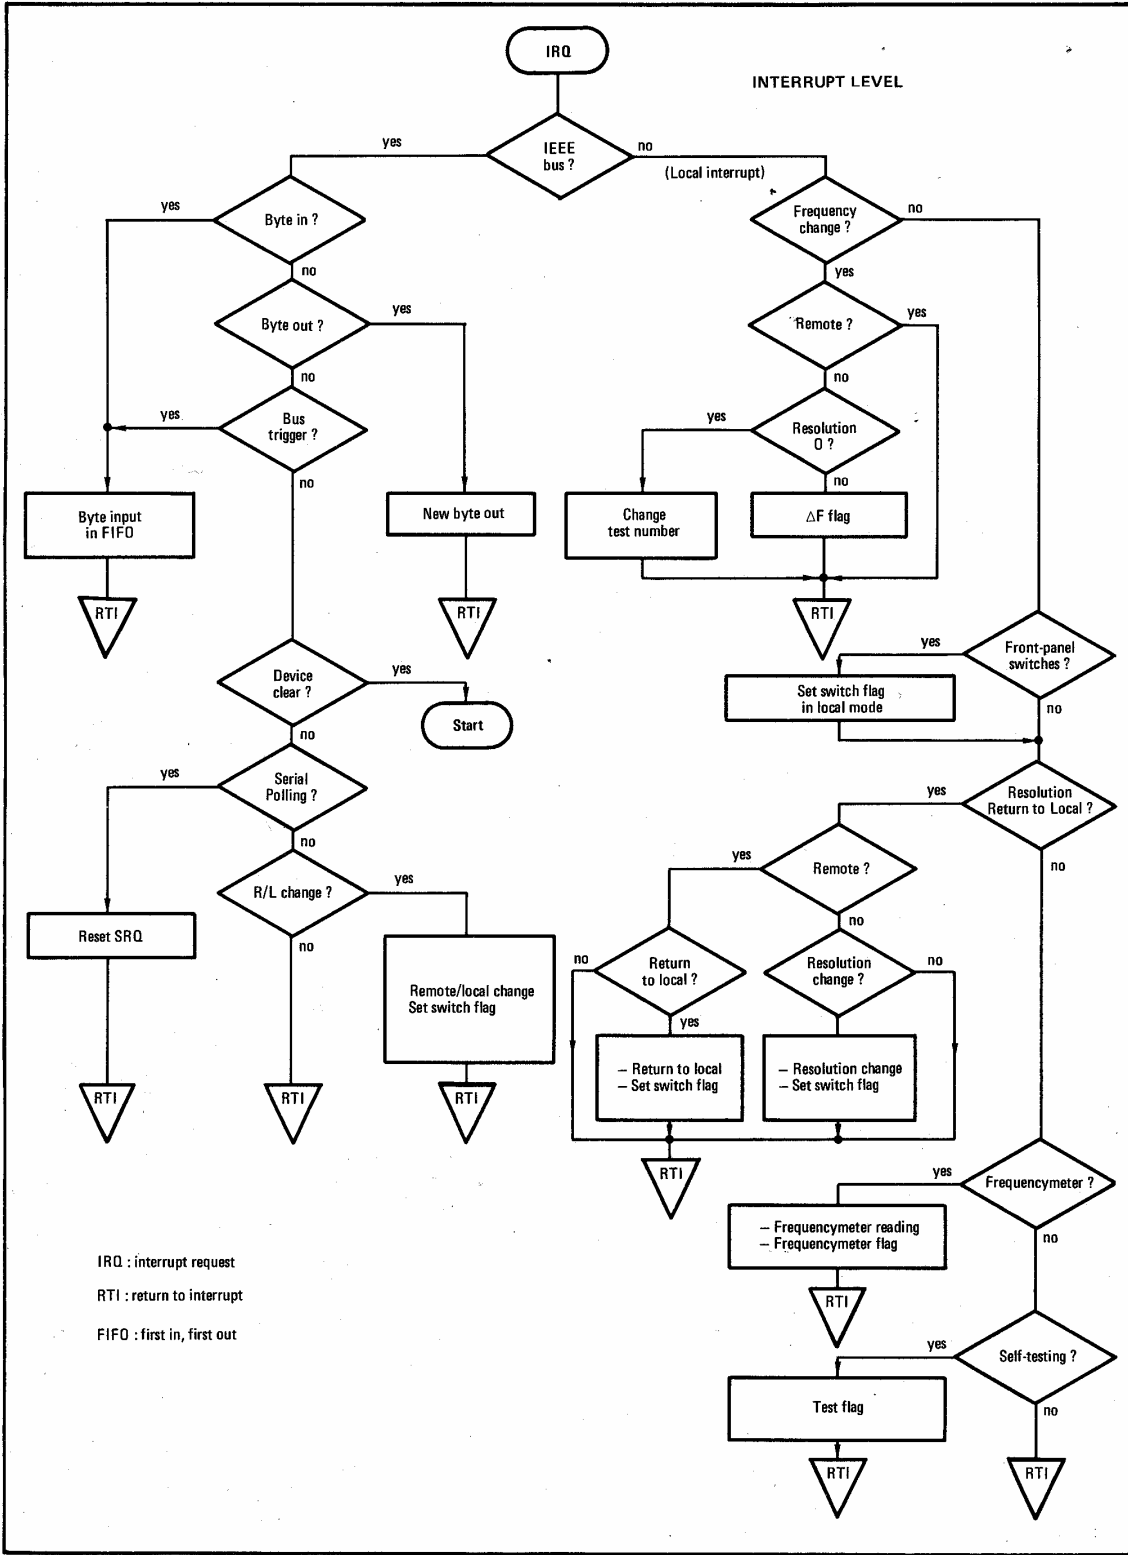 IRQ
INTERRUPT LEVEL
IEEE
bus ?
yes
no
(Local interrupt)
Byte in ?
yes
no
Byte out ?
yes
no
Bus
trigger ?
yes
no
Byte input
in FIFO
RTI
New byte out
RTI
Device
clear ?
yes
Start
no
Serial
Polling ?
yes
no
Reset SRQ
RTI
R/L change ?
yes
no
RTI
Remote/local change
Set switch flag
RTI
Frequency
change ?
no
yes
Remote ?
yes
no
Resolution
0 ?
yes
no
Change
test number
ΔF flag
RTI
Front-panel
switches ?
yes
no
Set switch flag
in local mode
Resolution
Return to Local ?
yes
no
Remote ?
yes
no
Return
to local ?
no
yes
Resolution
change ?
no
– Return to local
– Set switch flag
– Resolution change
– Set switch flag
RTI
Frequencymeter ?
yes
no
– Frequencymeter reading
– Frequencymeter flag
RTI
Self-testing ?
yes
no
Test flag
RTI
RTI
IRQ : interrupt request
RTI : return to interrupt
FIFO : first in, first out